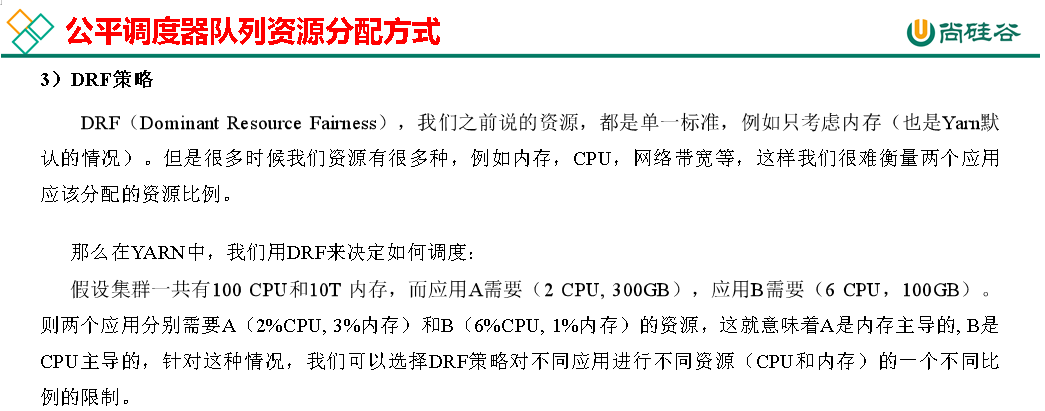 公平调度器队列资源分配方式
尚硅谷
3）DRF策略
DRF（Dominant Resource Fairness），我们之前说的资源，都是单一标准，例如只考虑内存（也是Yarn默
认的情况）。但是很多时候我们资源有很多种，例如内存，CPU，网络带宽等，这样我们很难衡量两个应用
应该分配的资源比例。
那么在YARN中，我们用DRF来决定如何调度：
假设集群一共有100 CPU和10T 内存，而应用A需要（2 CPU, 300GB），应用B需要（6 CPU，100GB）。
则两个应用分别需要A（2%CPU, 3%内存）和B（6%CPU, 1%内存）的资源，这就意味着A是内存主导的, B是
CPU主导的，针对这种情况，我们可以选择DRF策略对不同应用进行不同资源（CPU和内存）的一个不同比
例的限制。